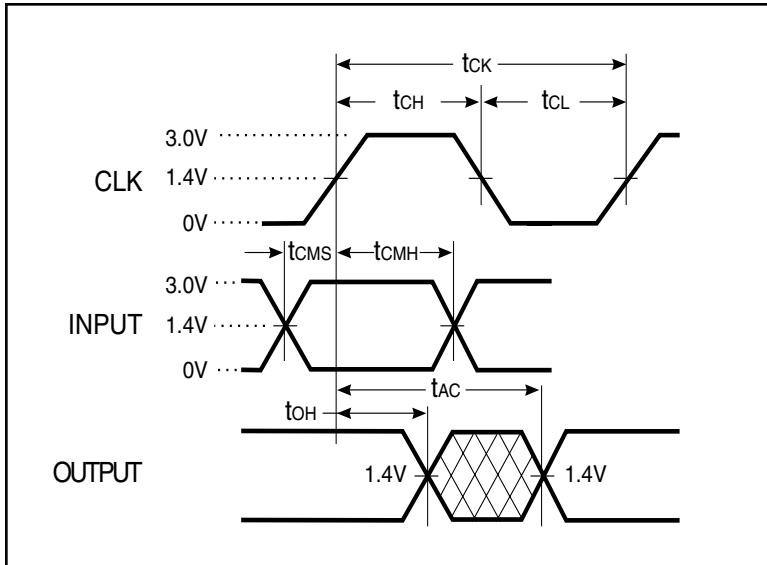 tCK
tCH tCL
3.0V
CLK 1.4V
0V
tCMS tCMH
3.0V
INPUT 1.4V
0V
tAC
tOH
OUTPUT 1.4V 1.4V